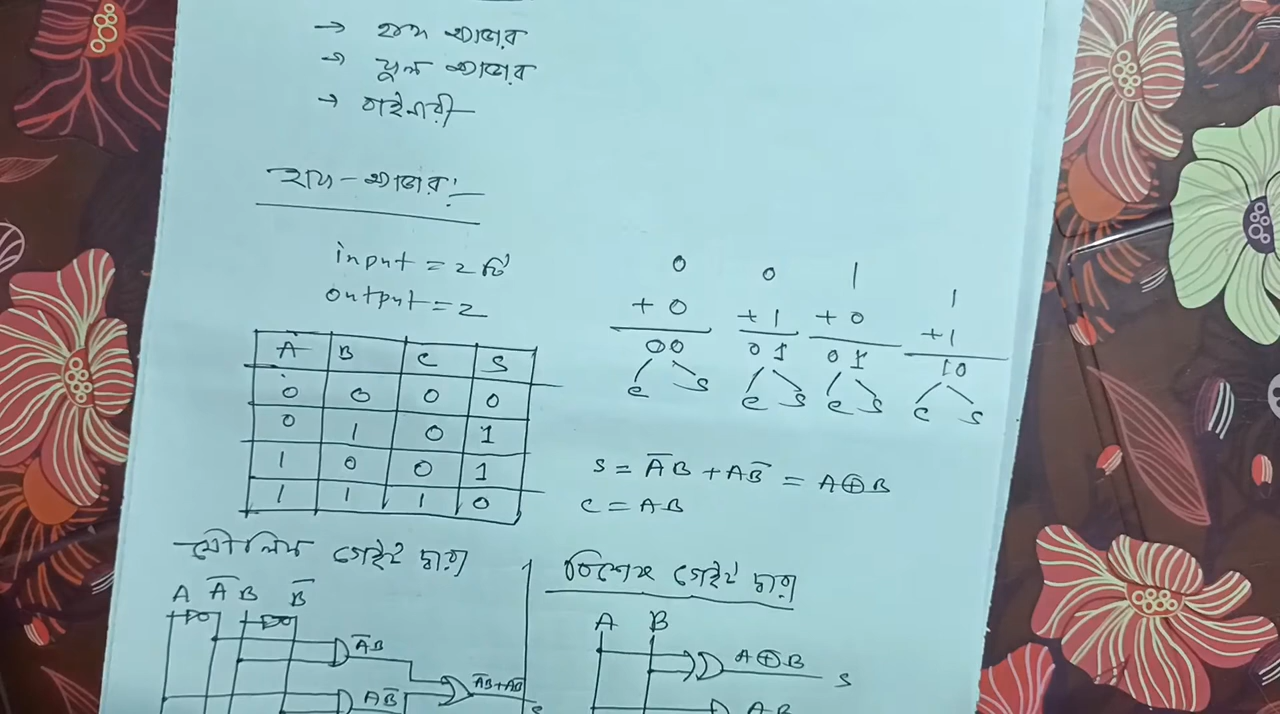 → হাফ অ্যাডার
→ ফুল অ্যাডার
→ বাইনারী
হাফ-অ্যাডার:-
input = 2 টি
output = 2
A B C S
0 0 0 0
0 1 0 1
1 0 0 1
1 1 1 0
0 0 1 1
+ 0 + 1 + 0 + 1
00 01 01 10
C S C S C S C S
S = A̅B + AB̅ = A⊕B
C = AB
মৌলিক গেইট দ্বারা
বিশেষ গেইট দ্বারা
A A̅ B B̅
A̅B
AB̅
A̅B+AB̅
S
A B
A⊕B
S
AB